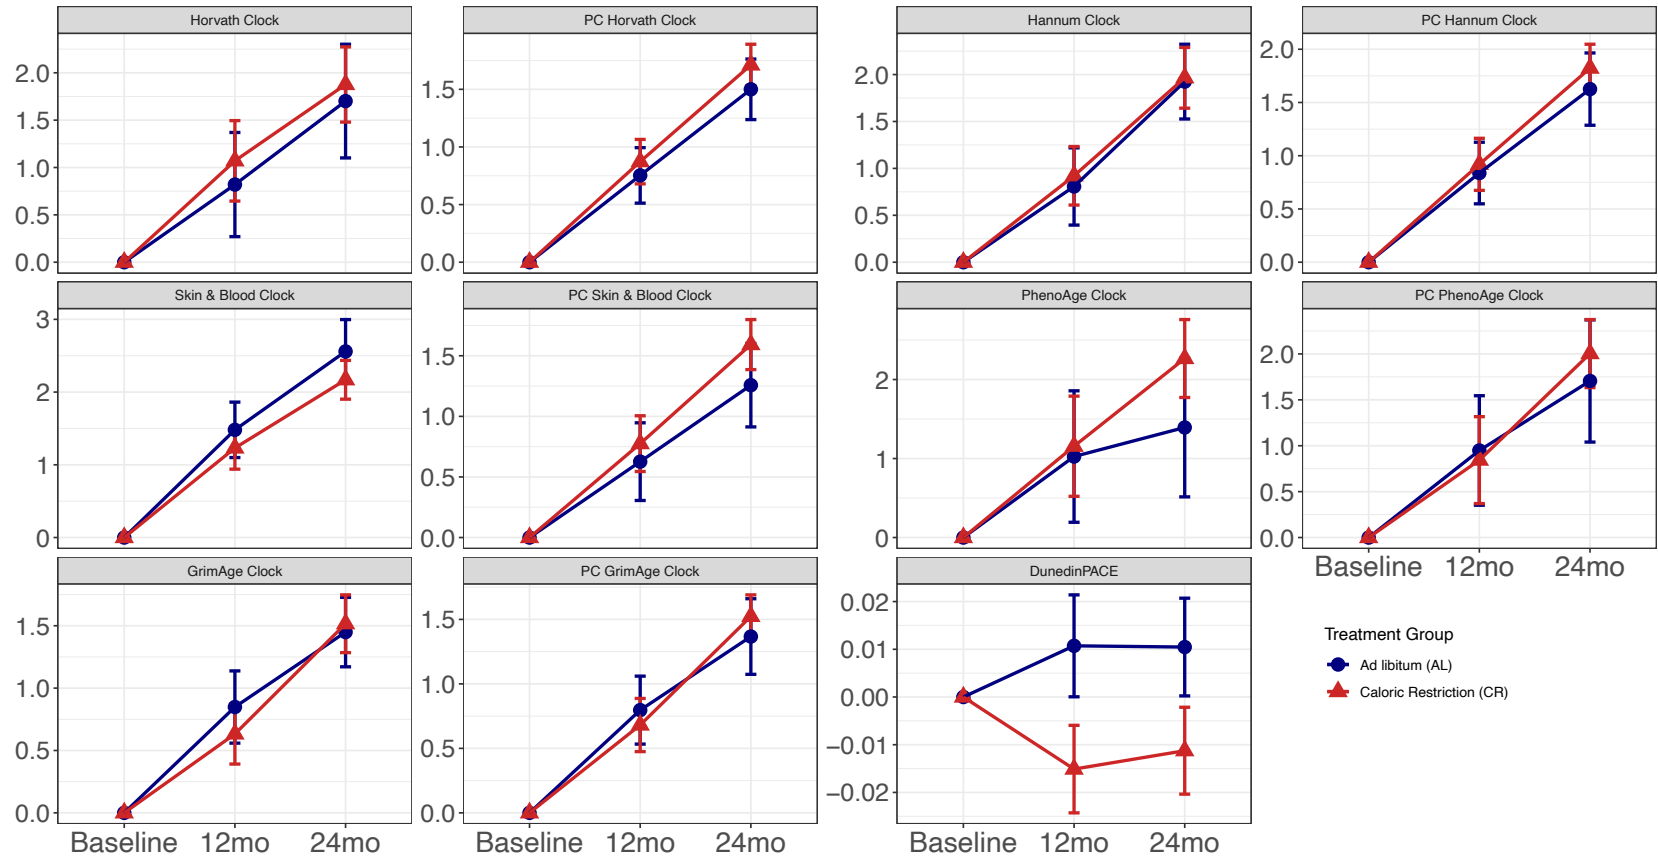 Horvath Clock
2.0
1.5
1.0
0.5
0.0
PC Horvath Clock
1.5
1.0
0.5
0.0
Hannum Clock
2.0
1.5
1.0
0.5
0.0
PC Hannum Clock
2.0
1.5
1.0
0.5
0.0
Skin & Blood Clock
3
2
1
0
PC Skin & Blood Clock
1.5
1.0
0.5
0.0
PhenoAge Clock
2
1
0
PC PhenoAge Clock
2.0
1.5
1.0
0.5
0.0
Baseline 12mo 24mo
GrimAge Clock
1.5
1.0
0.5
0.0
Baseline 12mo 24mo
PC GrimAge Clock
1.5
1.0
0.5
0.0
Baseline 12mo 24mo
DunedinPACE
0.02
0.01
0.00
−0.01
−0.02
Baseline 12mo 24mo
Treatment Group
Ad libitum (AL)
Caloric Restriction (CR)